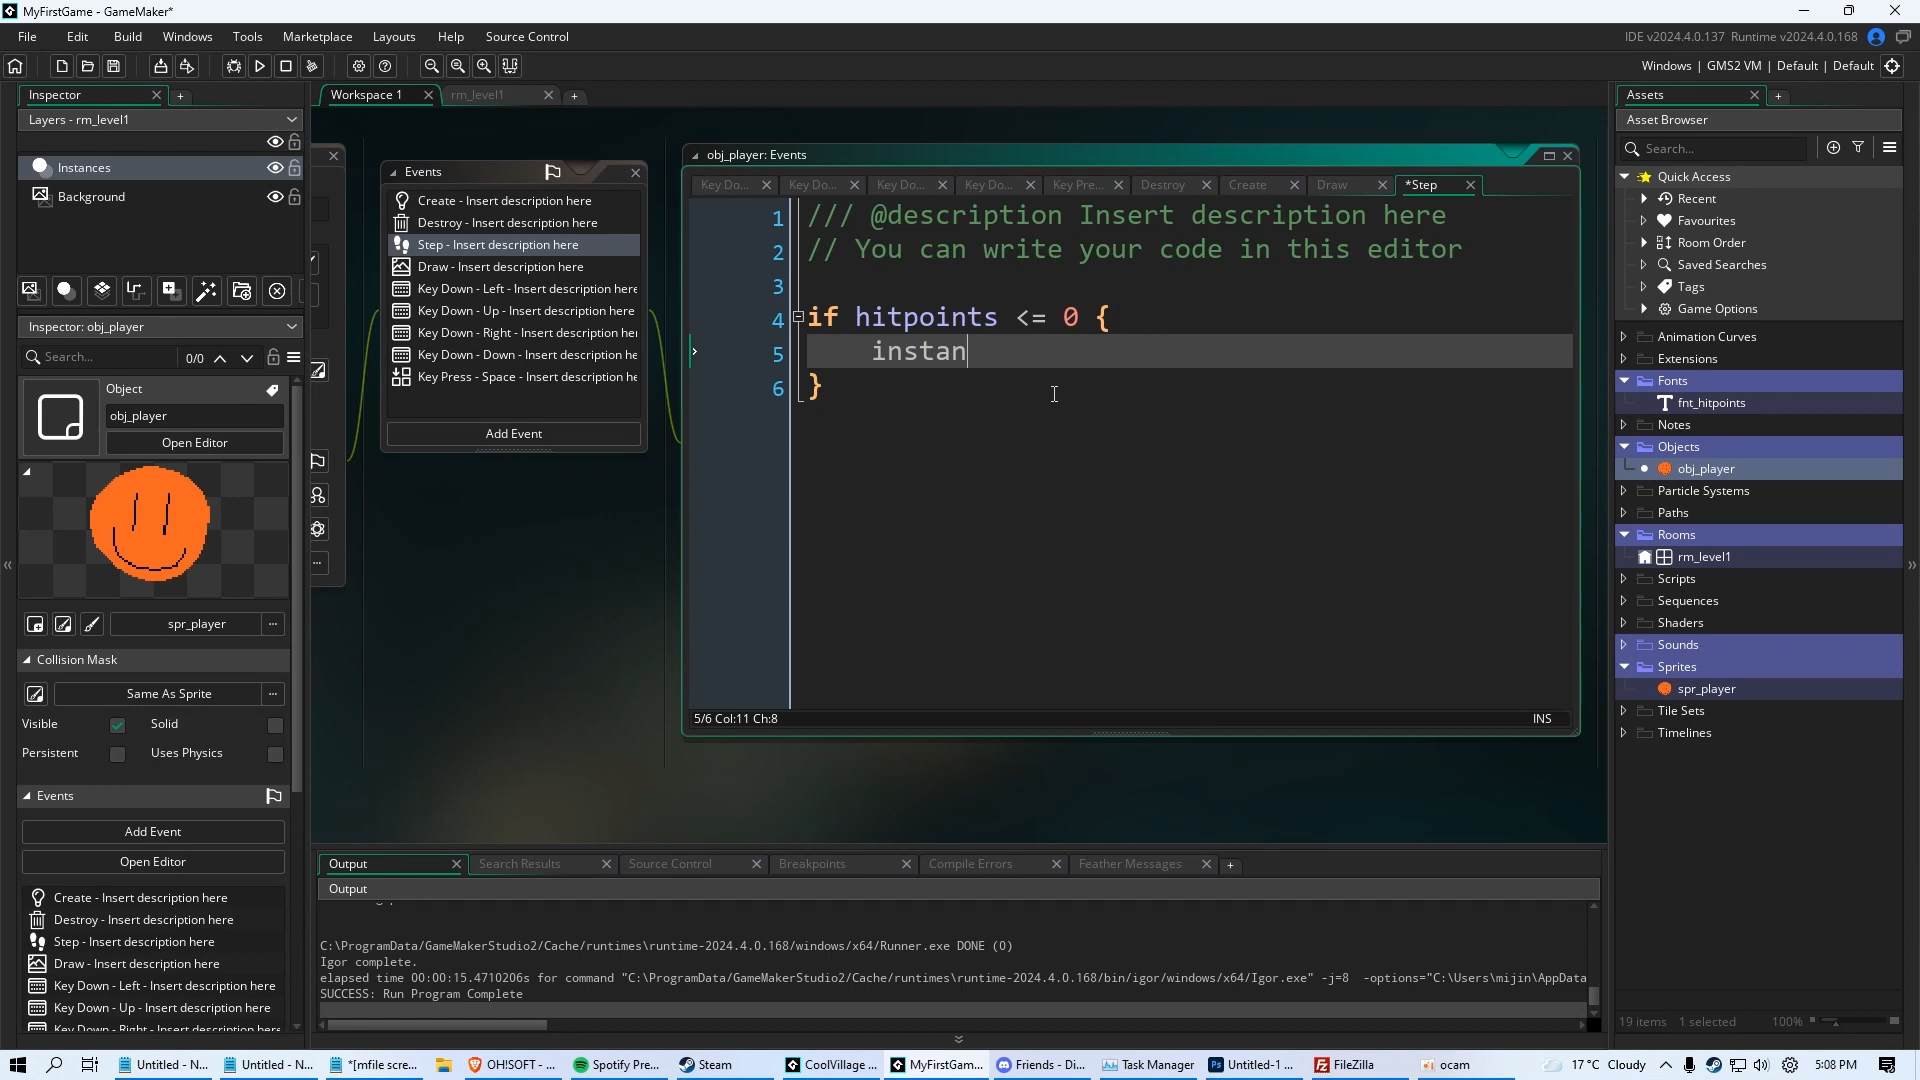 MyFirstGame - GameMaker*
File Edit Build Windows Tools Marketplace Layouts Help Source Control
IDE v2024.4.0.137 Runtime v2024.4.0.168
Windows | GMS2 VM | Default | Default
Inspector
Layers - rm_level1
Instances
Background
Inspector: obj_player
Search... 0/0
Object
obj_player
Open Editor
spr_player
Collision Mask
Same As Sprite
Visible Solid
Persistent Uses Physics
Events
Add Event
Open Editor
Create - Insert description here
Destroy - Insert description here
Step - Insert description here
Draw - Insert description here
Key Down - Left - Insert description here
Key Down - Up - Insert description here
Key Down - Right - Insert description here
Workspace 1 rm_level1
Events
Create - Insert description here
Destroy - Insert description here
Step - Insert description here
Draw - Insert description here
Key Down - Left - Insert description here
Key Down - Up - Insert description here
Key Down - Right - Insert description her
Key Down - Down - Insert description he
Key Press - Space - Insert description he
Add Event
obj_player: Events
Key Do... Key Do... Key Do... Key Do... Key Pre... Destroy Create Draw *Step
1 /// @description Insert description here
2 // You can write your code in this editor
3
4 if hitpoints <= 0 {
5 instan
6 }
5/6 Col:11 Ch:8 INS
Output Search Results Source Control Breakpoints Compile Errors Feather Messages
Output
C:\ProgramData/GameMakerStudio2/Cache/runtimes\runtime-2024.4.0.168/windows/x64/Runner.exe DONE (0)
Igor complete.
elapsed time 00:00:15.4710206s for command "C:\ProgramData/GameMakerStudio2/Cache/runtimes\runtime-2024.4.0.168/bin/igor/windows/x64/Igor.exe" -j=8 -options="C:\Users\mijin\AppData
SUCCESS: Run Program Complete
Assets
Asset Browser
Search...
Quick Access
Recent
Favourites
Room Order
Saved Searches
Tags
Game Options
Animation Curves
Extensions
Fonts
fnt_hitpoints
Notes
Objects
obj_player
Particle Systems
Paths
Rooms
rm_level1
Scripts
Sequences
Shaders
Sounds
Sprites
spr_player
Tile Sets
Timelines
19 items 1 selected 100%
Untitled - N... Untitled - N... *[mfile scre... OH!SOFT - ... Spotify Pre... Steam CoolVillage ... MyFirstGam... Friends - Di... Task Manager Untitled-1 ... FileZilla ocam 17°C Cloudy 5:08 PM